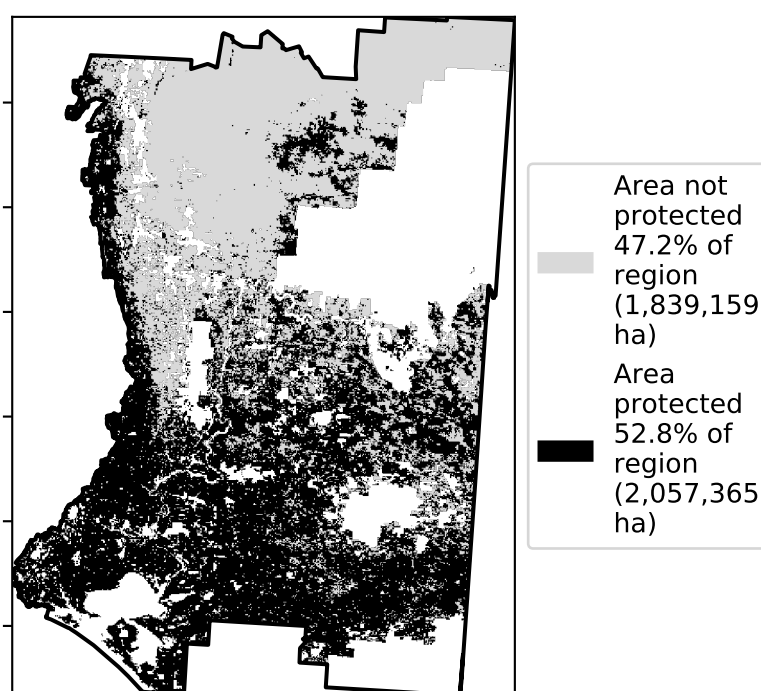 Area not
protected
47.2% of
region
(1,839,159
ha)
Area
protected
52.8% of
region
(2,057,365
ha)